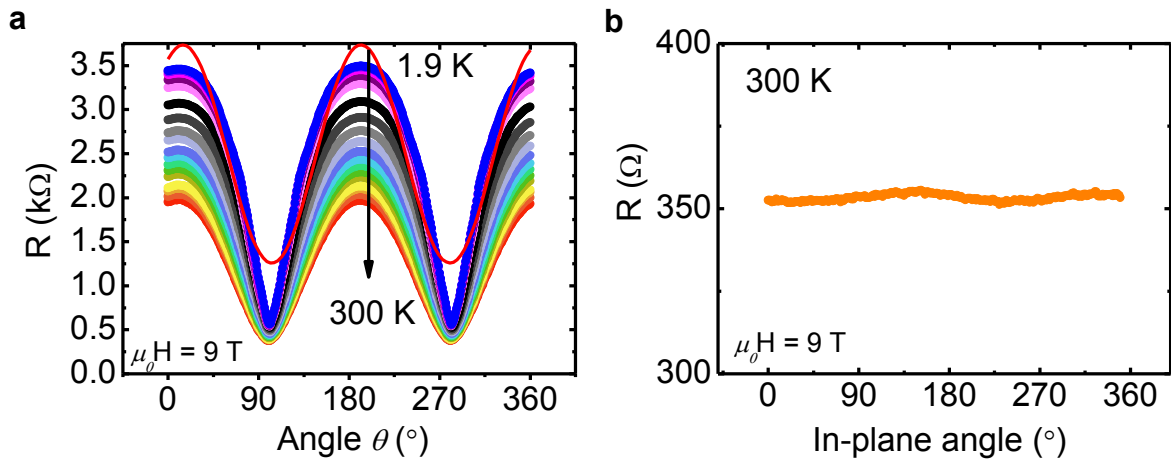 a
R (kΩ)
3.5
3.0
2.5
2.0
1.5
1.0
0.5
0.0
1.9 K
300 K
μ₀H = 9 T
0 90 180 270 360
Angle θ (°)
b
R (Ω)
400
350
300
300 K
μ₀H = 9 T
0 90 180 270 360
In-plane angle (°)